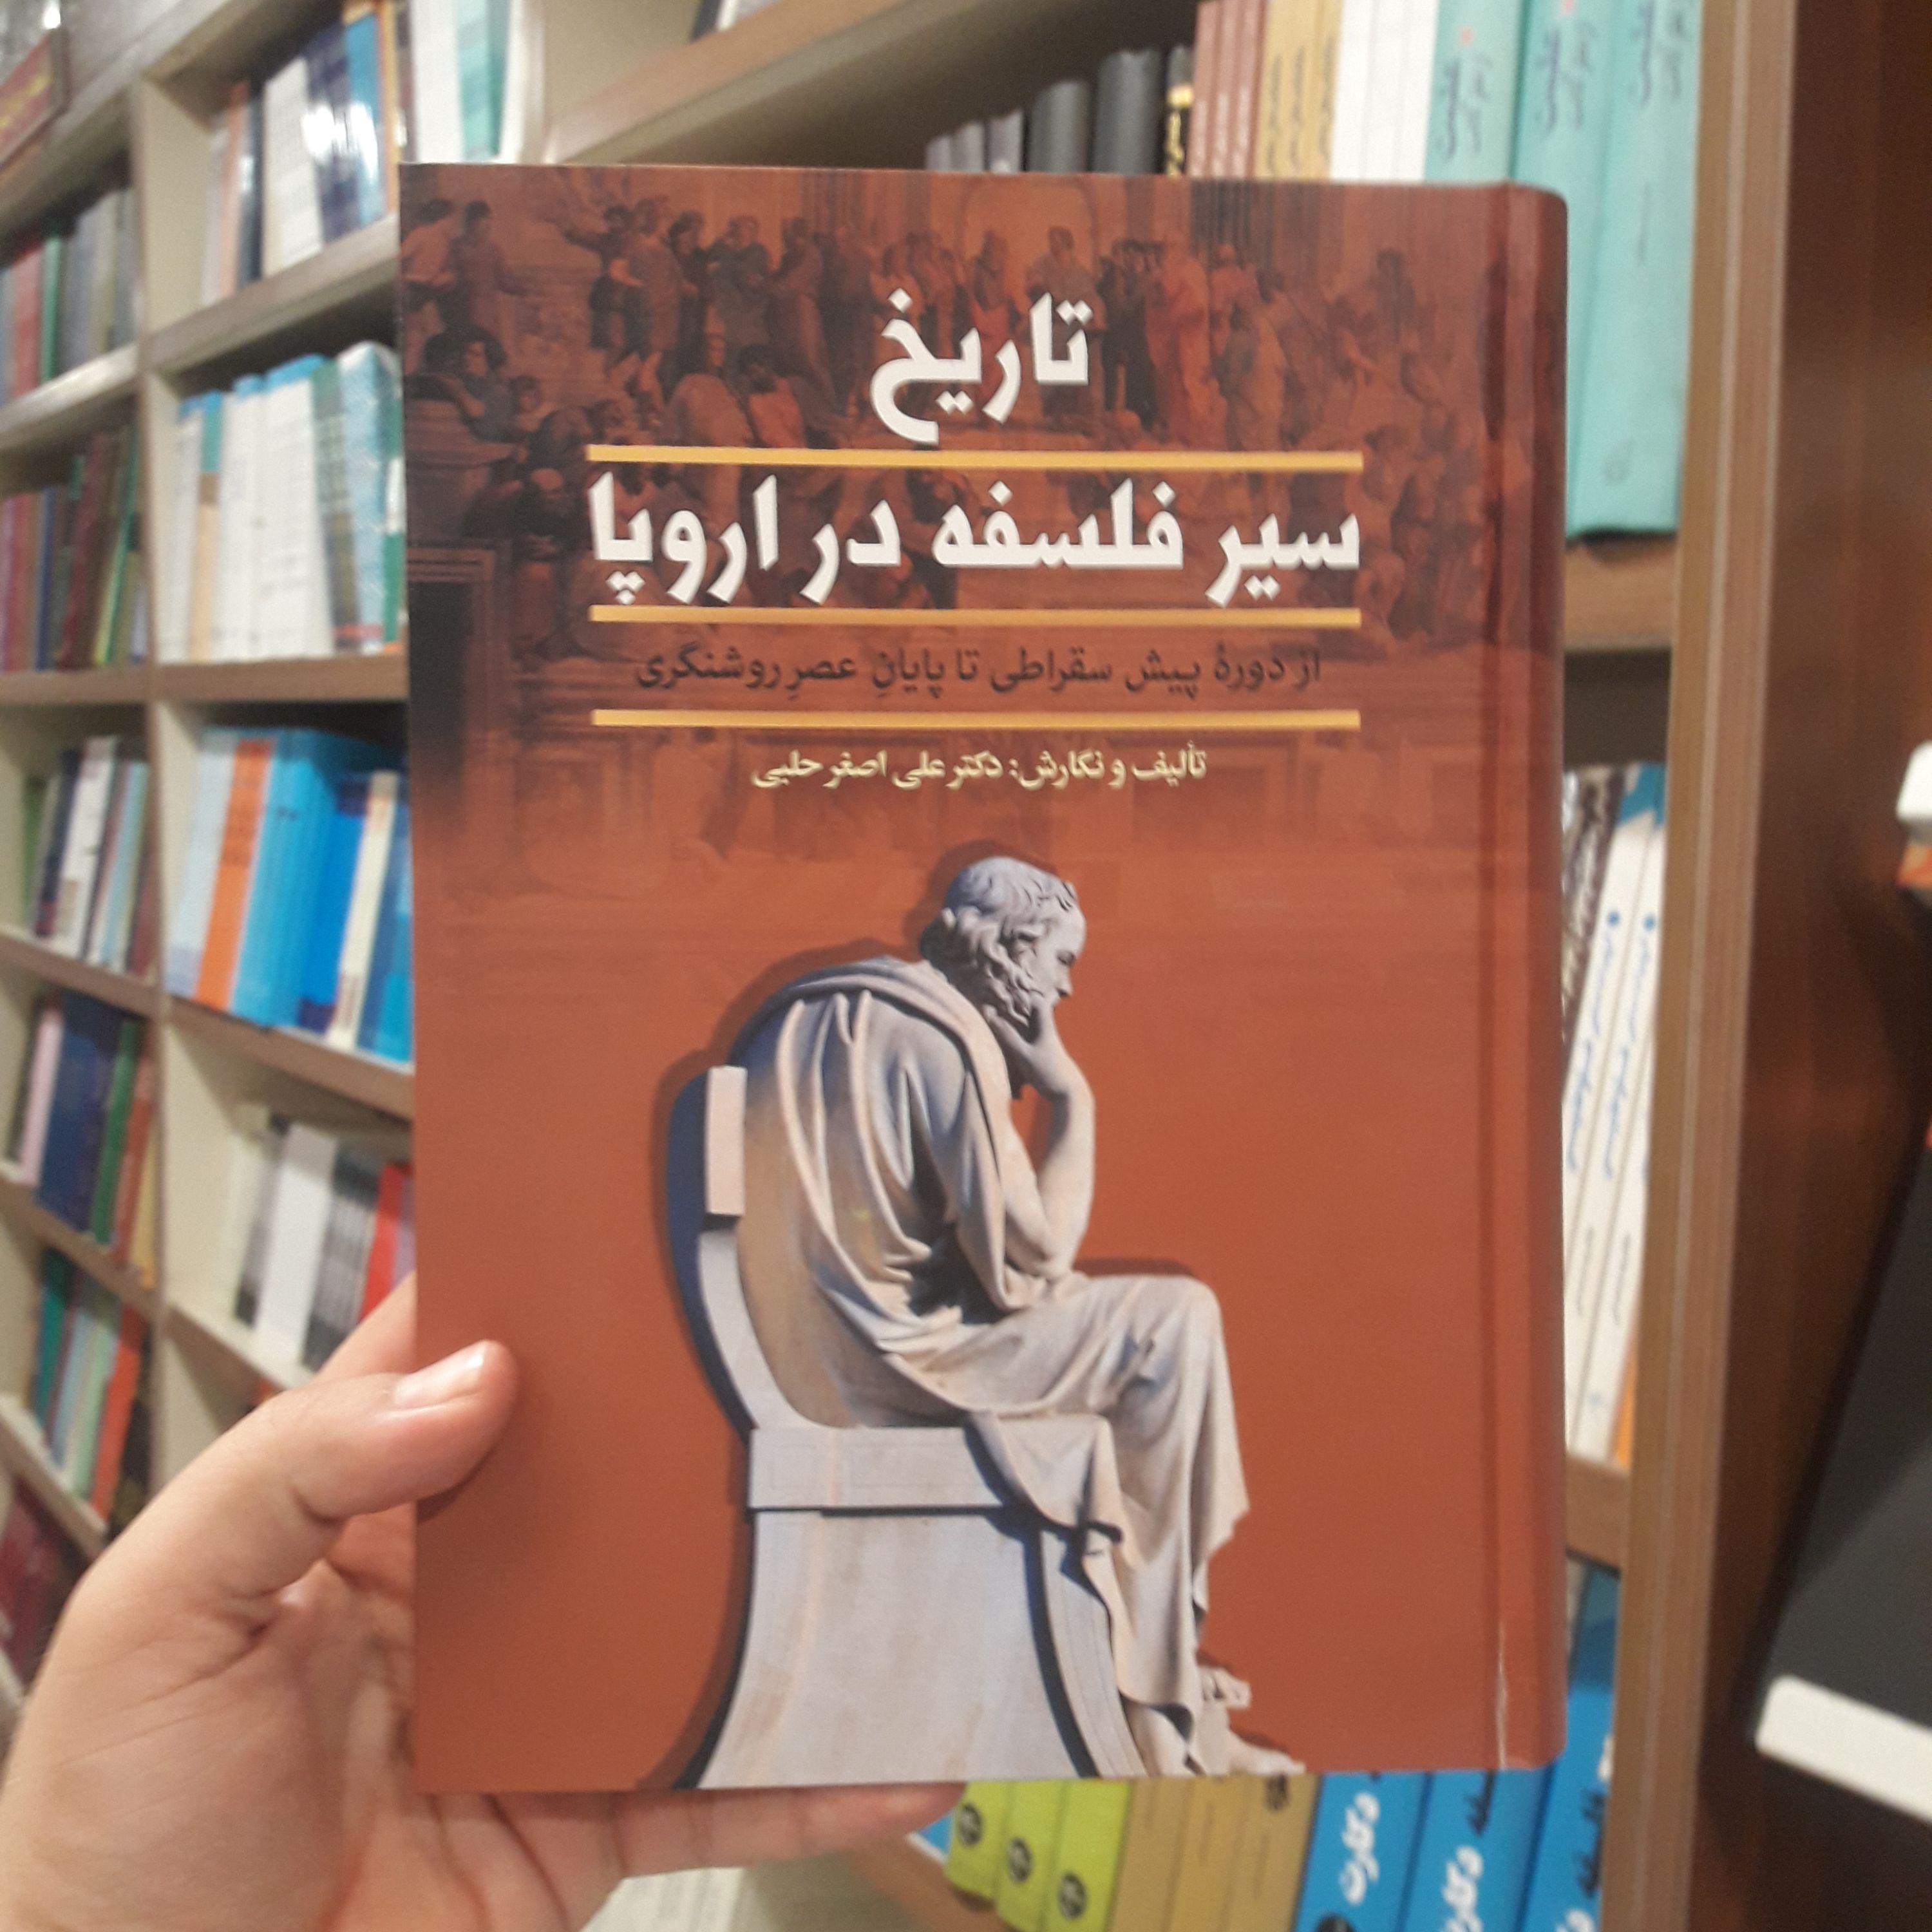 تاریخ
سیر فلسفه در اروپا
از دورهٔ پیش سقراطی تا پایانِ عصرِ روشنگری
تألیف و نگارش: دکتر علی اصغر حلبی
دکارت